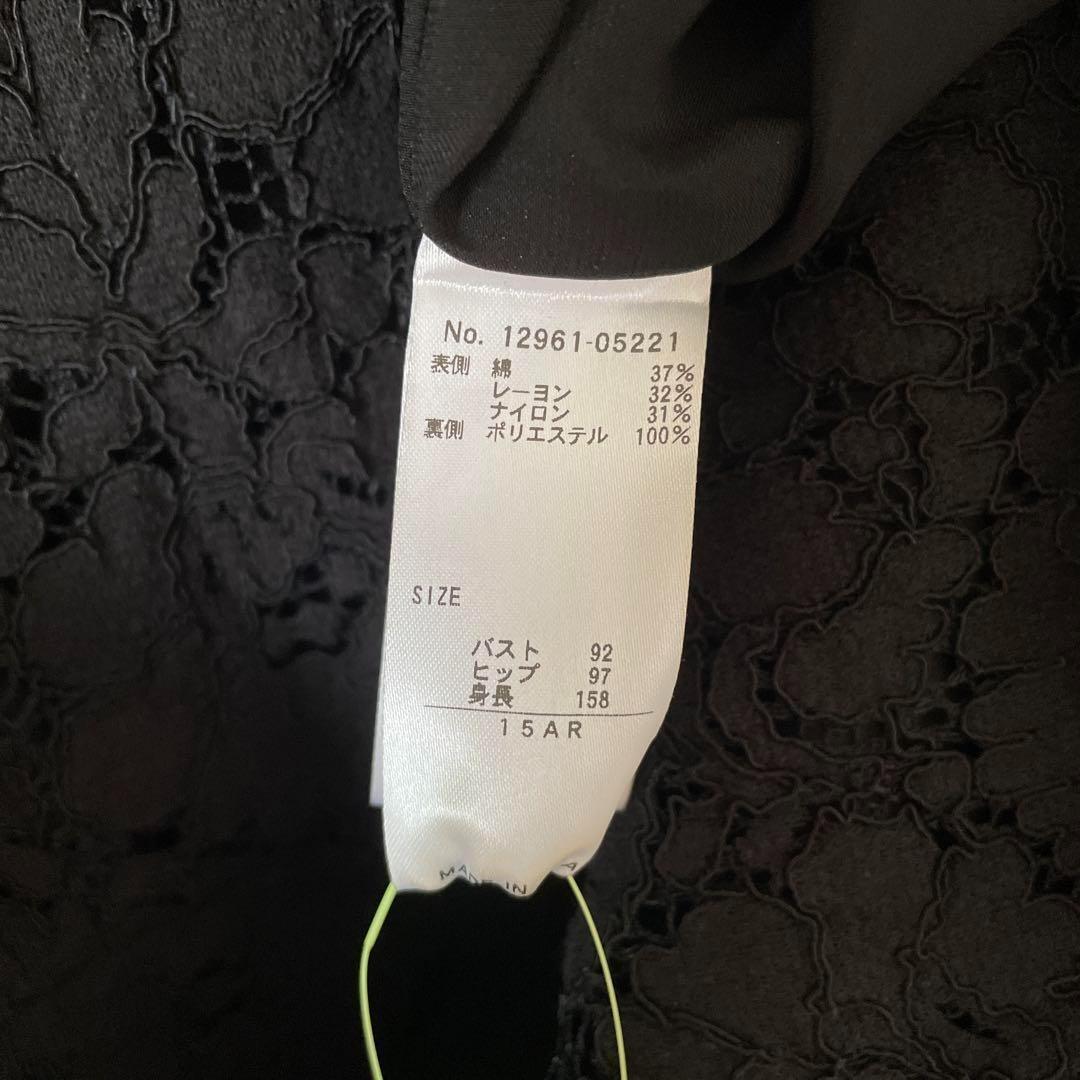 No. 12961-05221
表側 綿 37%
レーヨン 32%
ナイロン 31%
裏側 ポリエステル 100%
SIZE
バスト 92
ヒップ 97
身長 158
15AR
MADE IN